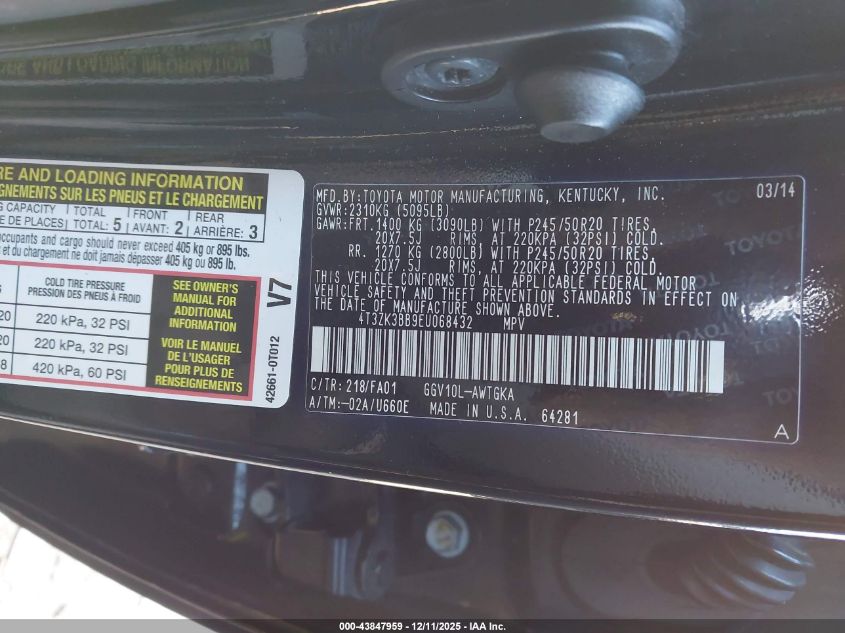 RE AND LOADING INFORMATION
GNEMENTS SUR LES PNEUS ET LE CHARGEMENT
G CAPACITY TOTAL FRONT REAR
E DE PLACES TOTAL: 5 AVANT: 2 ARRIÈRE: 3
occupants and cargo should never exceed 405 kg or 895 lbs.
et du chargement ne doit jamais dépasser 405 kg ou 895 lb.
COLD TIRE PRESSURE
PRESSION DES PNEUS À FROID
20 220 kPa, 32 PSI
20 220 kPa, 32 PSI
8 420 kPa, 60 PSI
SEE OWNER'S
MANUAL FOR
ADDITIONAL
INFORMATION
VOIR LE MANUEL
DE L'USAGER
POUR PLUS DE
RENSEIGNEMENTS
V7
42661-0T012
MFD.BY:TOYOTA MOTOR MANUFACTURING, KENTUCKY, INC. 03/14
GVWR:2310KG (5095LB)
GAWR:FRT.1400 KG (3090LB) WITH P245/50R20 TIRES,
20X7.5J RIMS, AT 220KPA (32PSI) COLD.
RR. 1270 KG (2800LB) WITH P245/50R20 TIRES,
20X7.5J RIMS, AT 220KPA (32PSI) COLD.
THIS VEHICLE CONFORMS TO ALL APPLICABLE FEDERAL MOTOR
VEHICLE SAFETY AND THEFT PREVENTION STANDARDS IN EFFECT ON
THE DATE OF MANUFACTURE SHOWN ABOVE.
4T3ZK3BB9EU068432 MPV
C/TR: 218/FA01 GGV10L-AWTGKA
A/TM:-02A/U660E MADE IN U.S.A. 64281
A
000-43847959 - 12/11/2025 - IAA Inc.